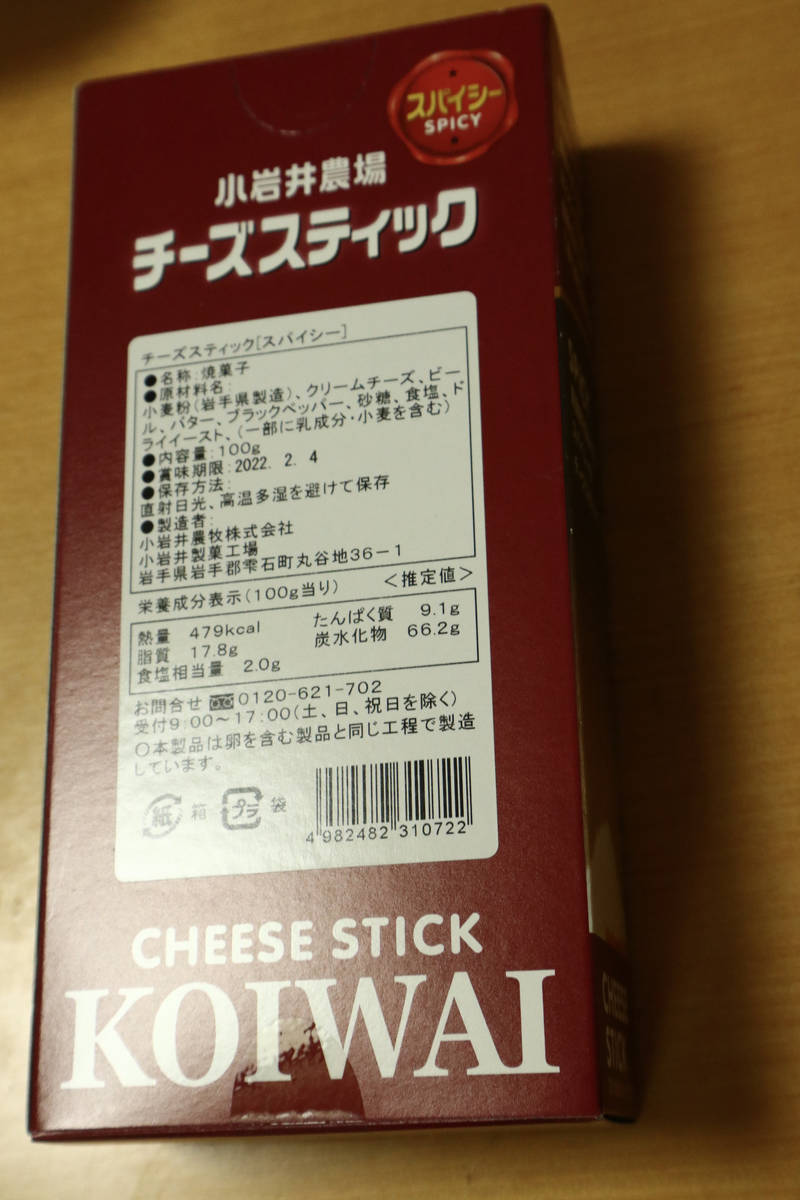 スパイシー
SPICY
小岩井農場
チーズスティック
チーズスティック[スパイシー]
●名称:焼菓子
●原材料名:
小麦粉(岩手県製造)、クリームチーズ、ビー
ル、バター、ブラックペッパー、砂糖、食塩、ド
ライイースト、(一部に乳成分・小麦を含む)
●内容量:100g
●賞味期限:2022. 2. 4
●保存方法:
直射日光、高温多湿を避けて保存
●製造者:
小岩井農牧株式会社
小岩井製菓工場
岩手県岩手郡雫石町丸谷地36-1
栄養成分表示(100g当り) <推定値>
熱量 479kcal たんぱく質 9.1g
脂質 17.8g 炭水化物 66.2g
食塩相当量 2.0g
お問合せ 0120-621-702
受付9:00~17:00(土、日、祝日を除く)
○本製品は卵を含む製品と同じ工程で製造
しています。
紙 箱 プラ 袋
4 982482 310722
CHEESE STICK
KOIWAI
CHEESE
STICK